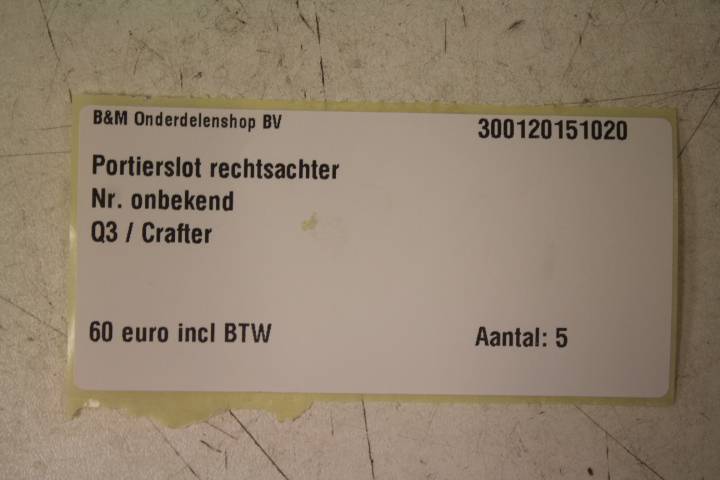 B&M Onderdelenshop BV
300120151020
Portierslot rechtsachter
Nr. onbekend
Q3 / Crafter
60 euro incl BTW
Aantal: 5